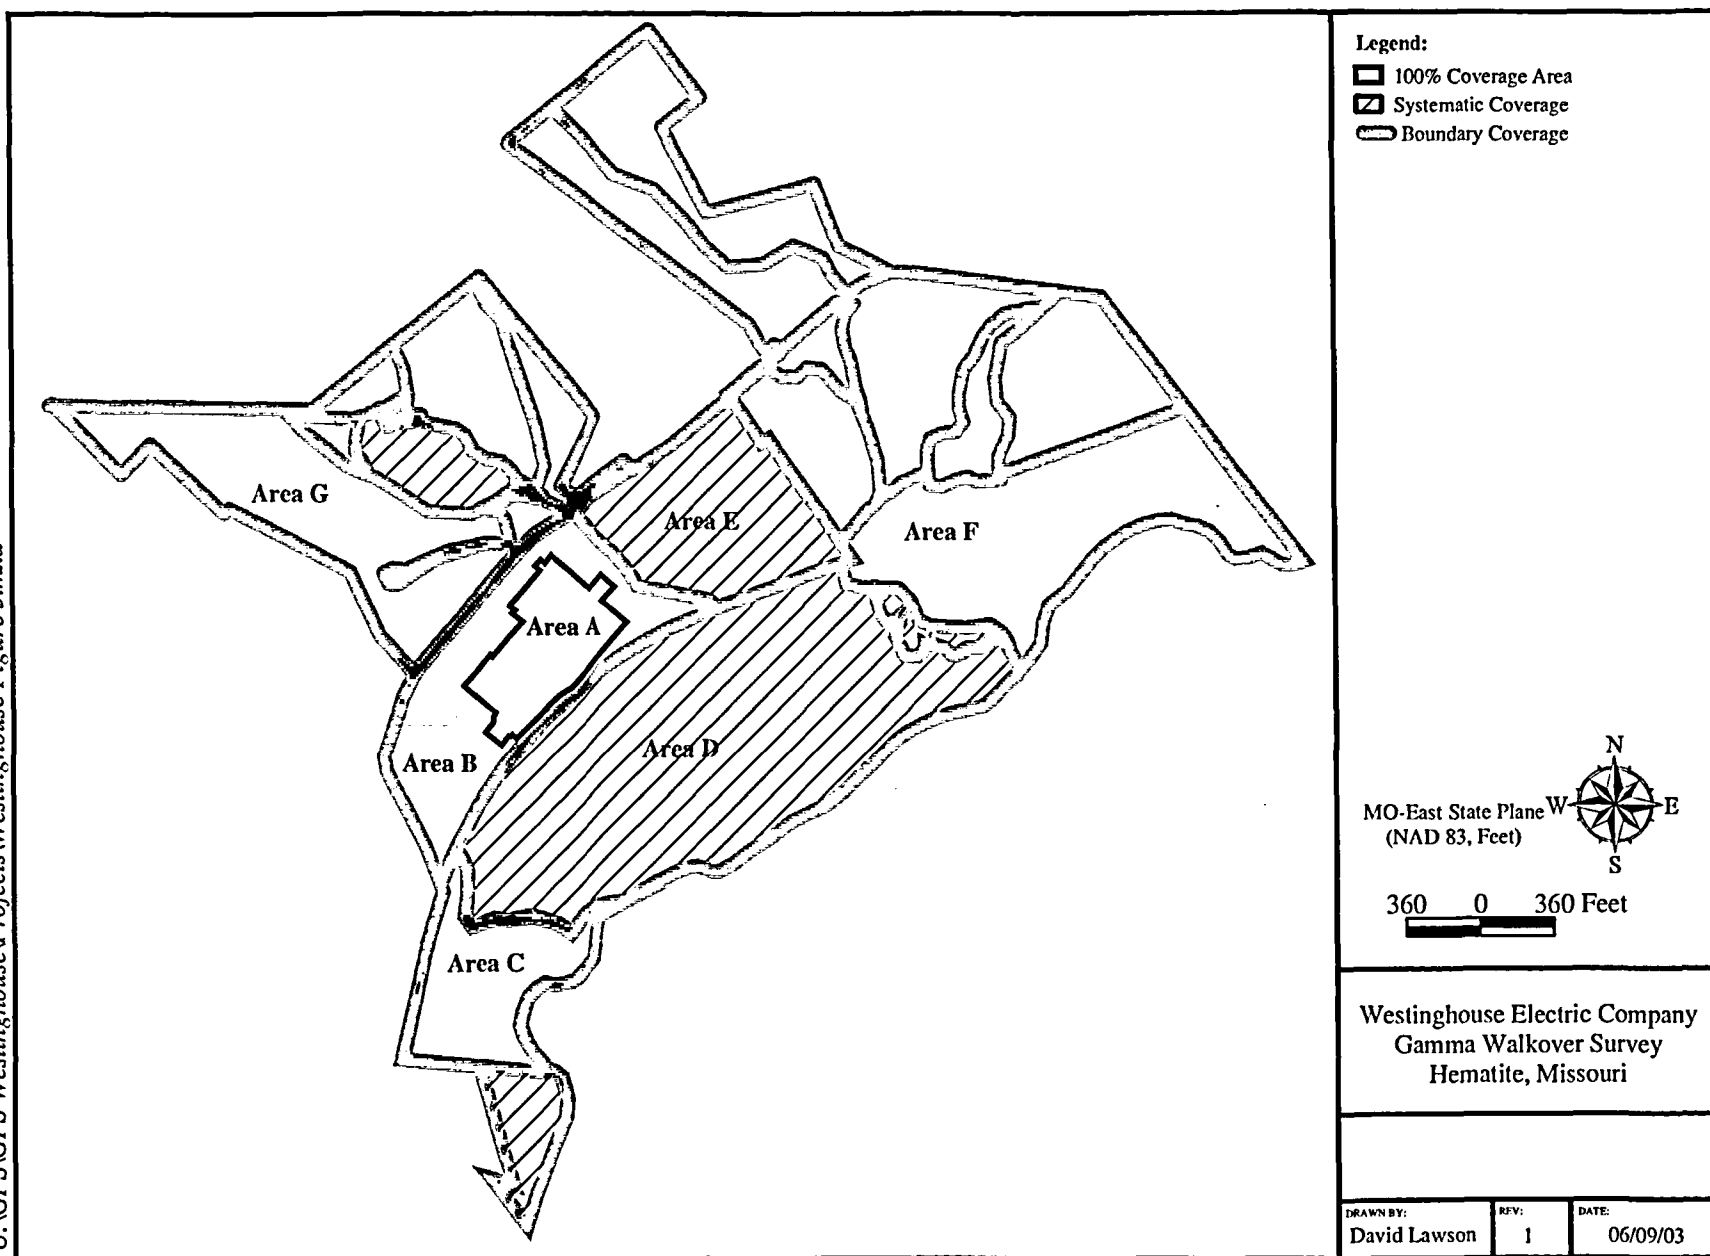 Legend:
100% Coverage Area
Systematic Coverage
Boundary Coverage
Area G
Area E
Area F
Area A
Area D
Area B
Area C
N
MO-East State Plane W E
(NAD 83, Feet)
S
360 0 360 Feet
Westinghouse Electric Company
Gamma Walkover Survey
Hematite, Missouri
DRAWN BY: REV: DATE:
David Lawson 1 06/09/03